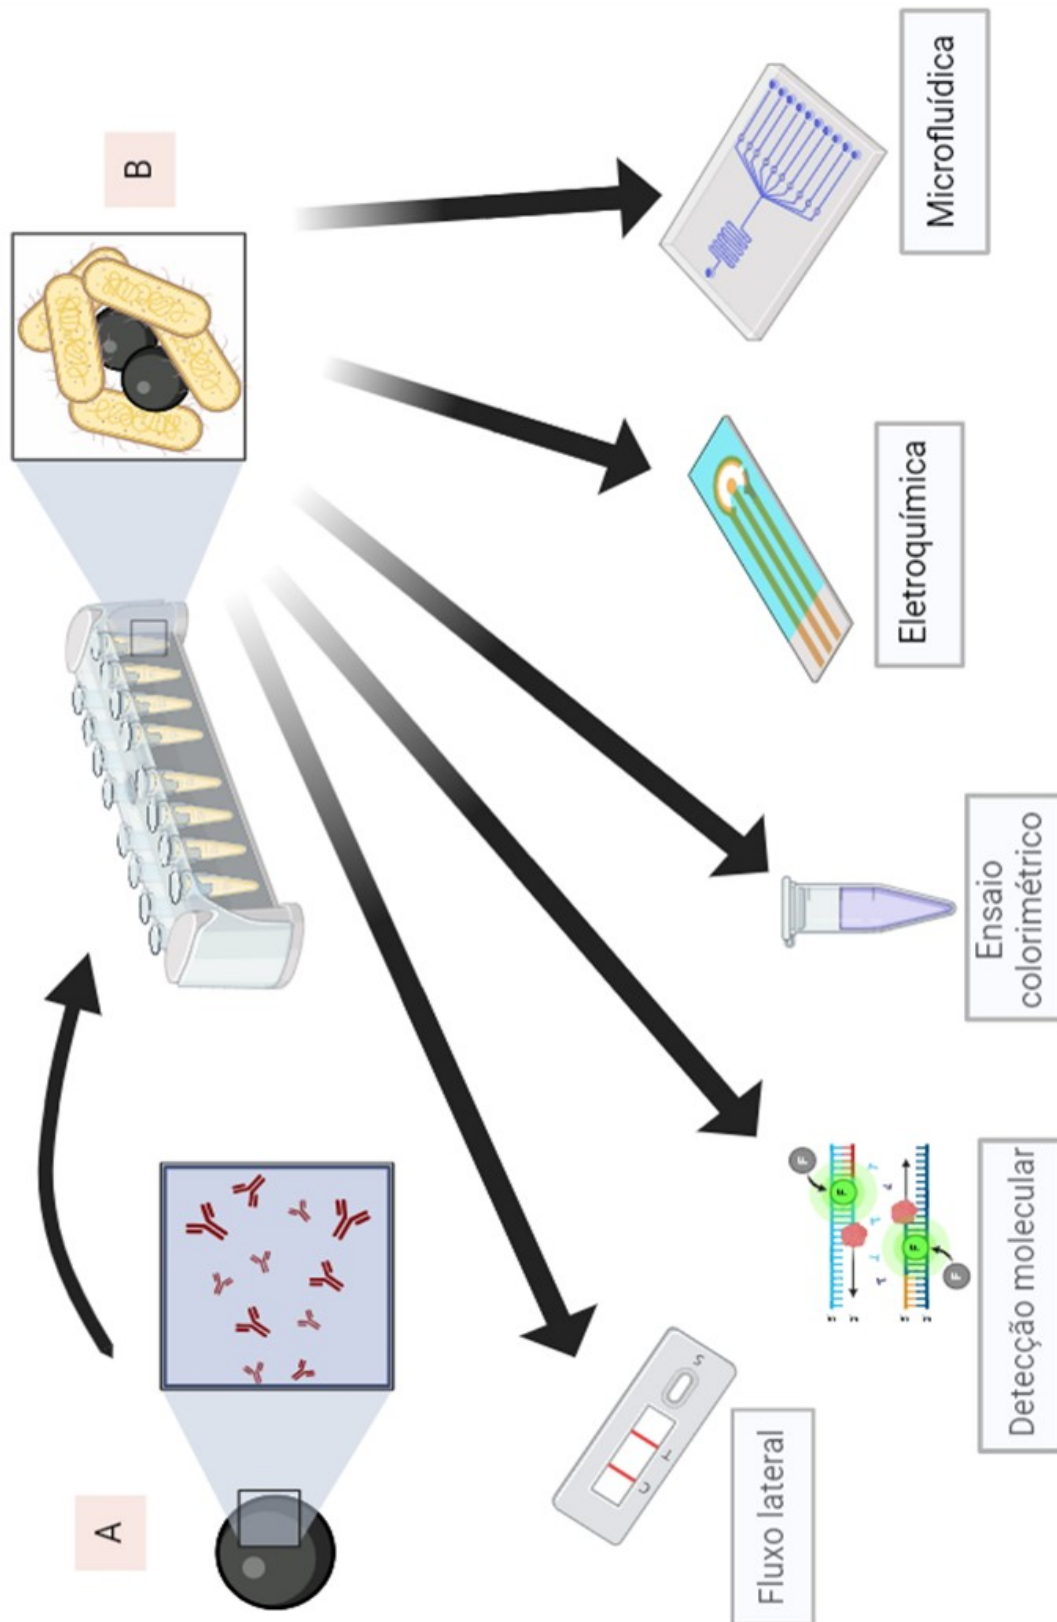 A
B
C
T
S
F
F
F
F
Fluxo lateral
Detecção molecular
Ensaio
colorimétrico
Eletroquímica
Microfluídica